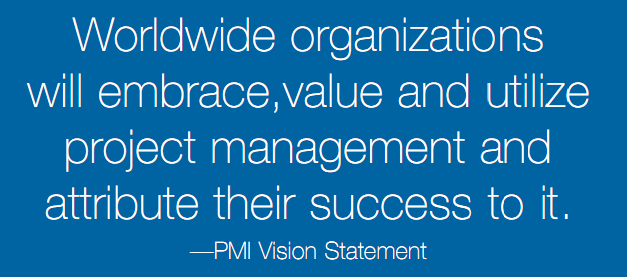 Worldwide organizations
will embrace,value and utilize
project management and
attribute their success to it.
—PMI Vision Statement